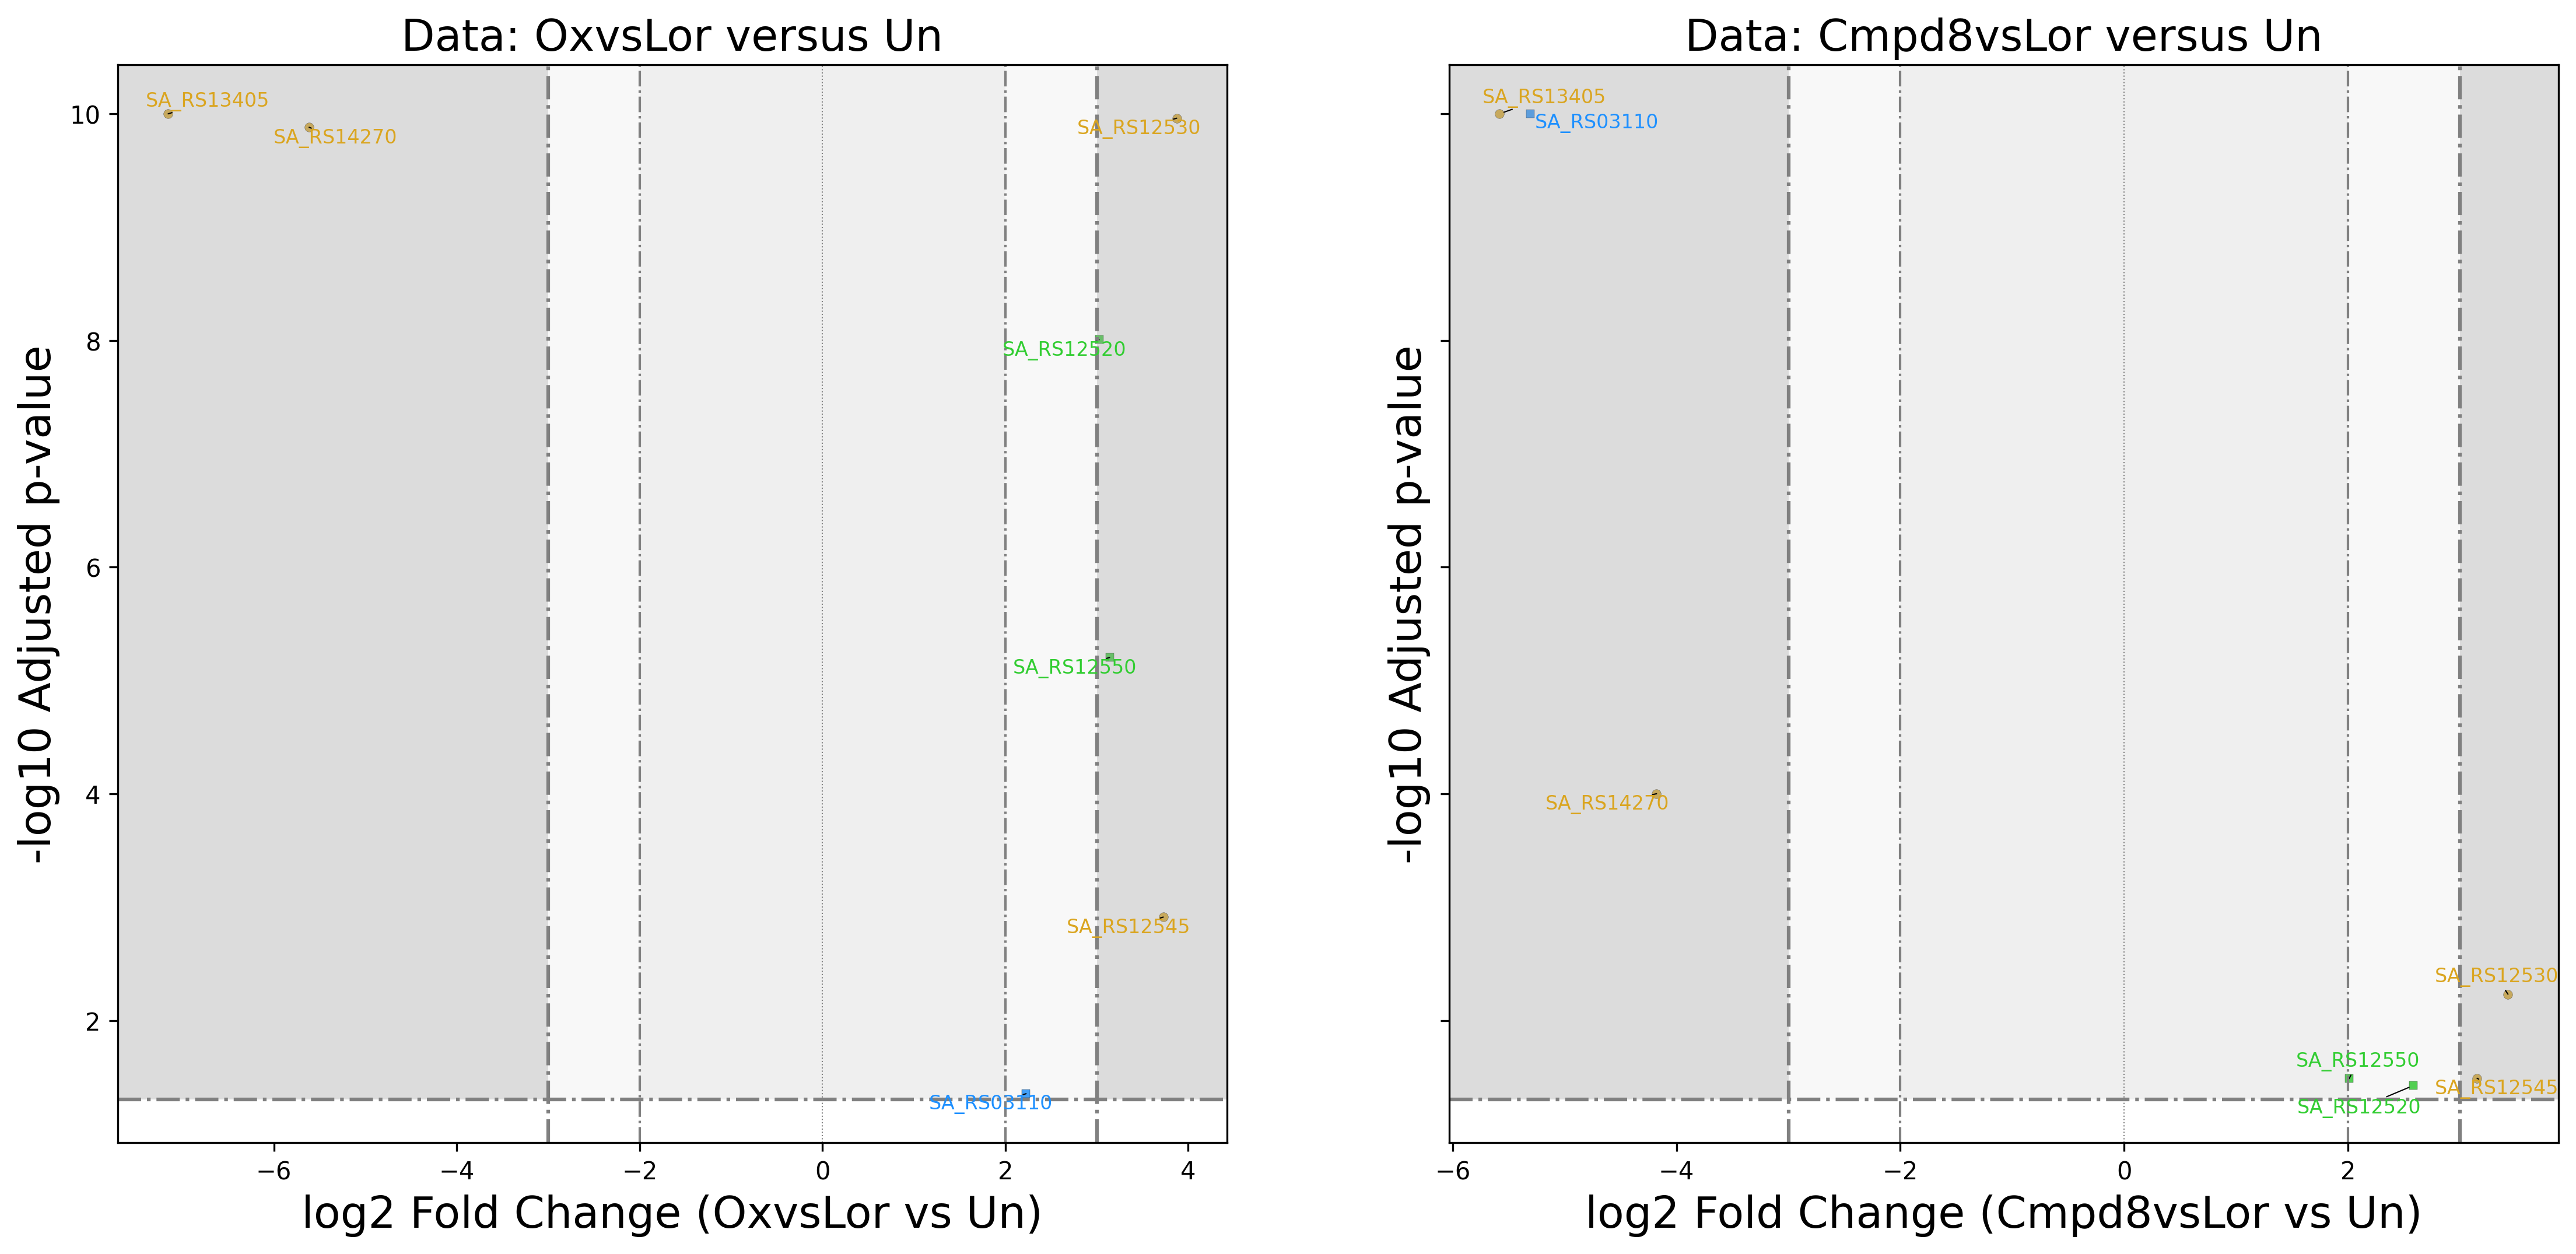 Data: OxvsLor versus Un
-log10 Adjusted p-value
10
8
6
4
2
SA_RS13405
SA_RS14270
SA_RS12530
SA_RS12520
SA_RS12550
SA_RS12545
SA_RS03110
−6
−4
−2
0
2
4
log2 Fold Change (OxvsLor vs Un)
Data: Cmpd8vsLor versus Un
-log10 Adjusted p-value
SA_RS13405
SA_RS03110
SA_RS14270
SA_RS12530
SA_RS12550
SA_RS12545
SA_RS12520
−6
−4
−2
0
2
log2 Fold Change (Cmpd8vsLor vs Un)